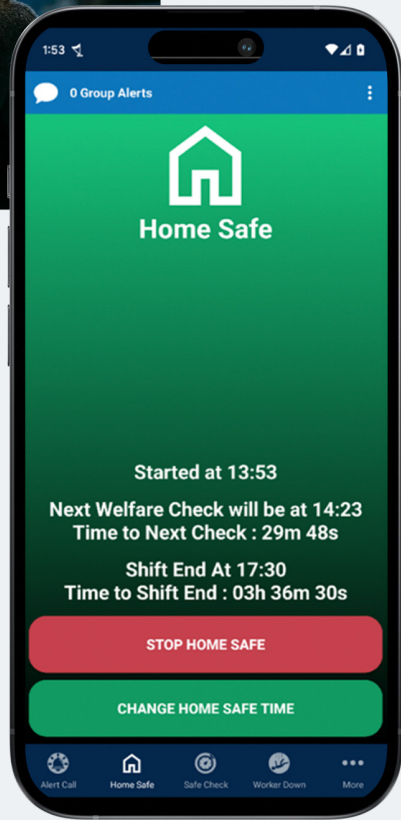 1:53
0 Group Alerts
Home Safe
Started at 13:53
Next Welfare Check will be at 14:23
Time to Next Check : 29m 48s
Shift End At 17:30
Time to Shift End : 03h 36m 30s
STOP HOME SAFE
CHANGE HOME SAFE TIME
Alert Call
Home Safe
Safe Check
Worker Down
More